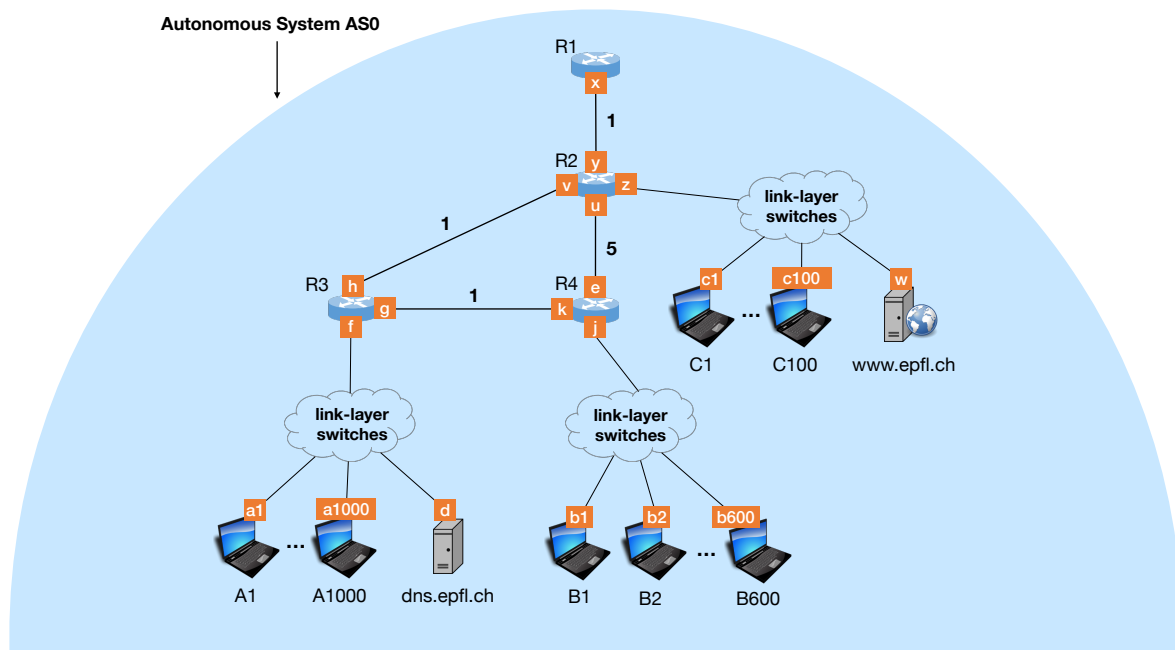 Autonomous System AS0
R1
x
1
R2
y
v
z
u
link-layer
switches
1
5
c1
c100
w
...
C1
C100
www.epfl.ch
R3
h
g
f
1
R4
e
k
j
link-layer
switches
link-layer
switches
a1
a1000
d
...
A1
A1000
dns.epfl.ch
b1
b2
b600
...
B1
B2
B600